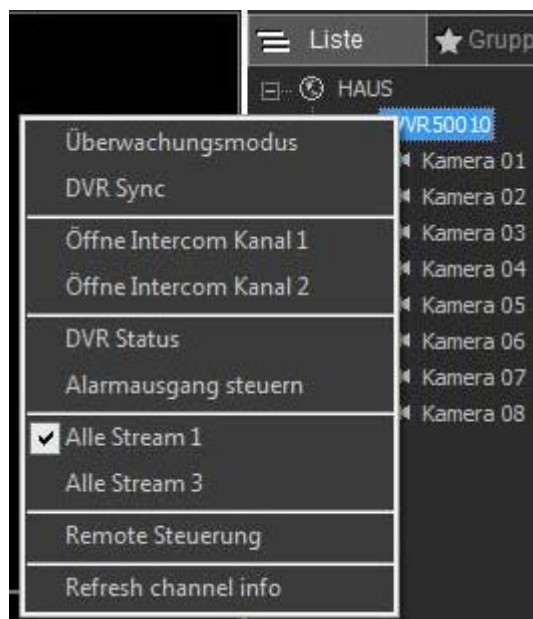 Liste
Grupp
HAUS
VVR50010
Überwachungsmodus
DVR Sync
Öffne Intercom Kanal 1
Öffne Intercom Kanal 2
DVR Status
Alarmausgang steuern
Alle Stream 1
Alle Stream 3
Remote Steuerung
Refresh channel info
Kamera 01
Kamera 02
Kamera 03
Kamera 04
Kamera 05
Kamera 06
Kamera 07
Kamera 08